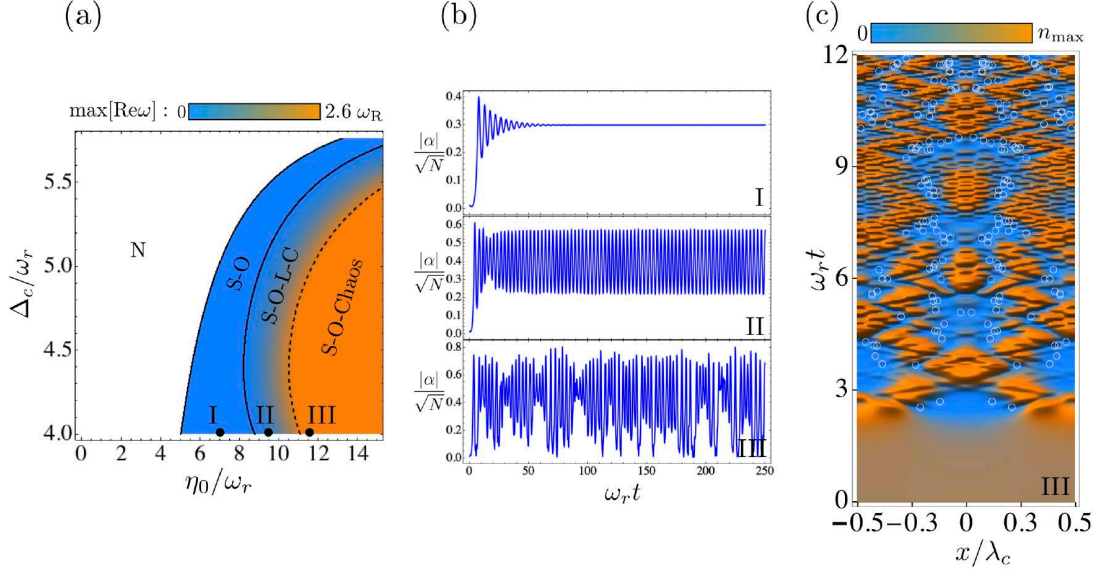 (a)
max[Reω] : 0 2.6 ω_R
Δ_c/ω_r
5.5
5.0
4.5
4.0
N
S-O
S-O-L-C
S-O-Chaos
I II III
0 2 4 6 8 10 12 14
η_0/ω_r
(b)
|α|/√N
0.4
0.3
0.2
0.1
0.0
I
|α|/√N
0.6
0.5
0.4
0.3
0.2
0.1
0.0
II
|α|/√N
0.8
0.6
0.4
0.2
0.0
III
0 50 100 150 200 250
ω_r t
(c)
0 n_max
ω_r t
12
9
6
3
0
III
−0.5 −0.3 0 0.3 0.5
x/λ_c